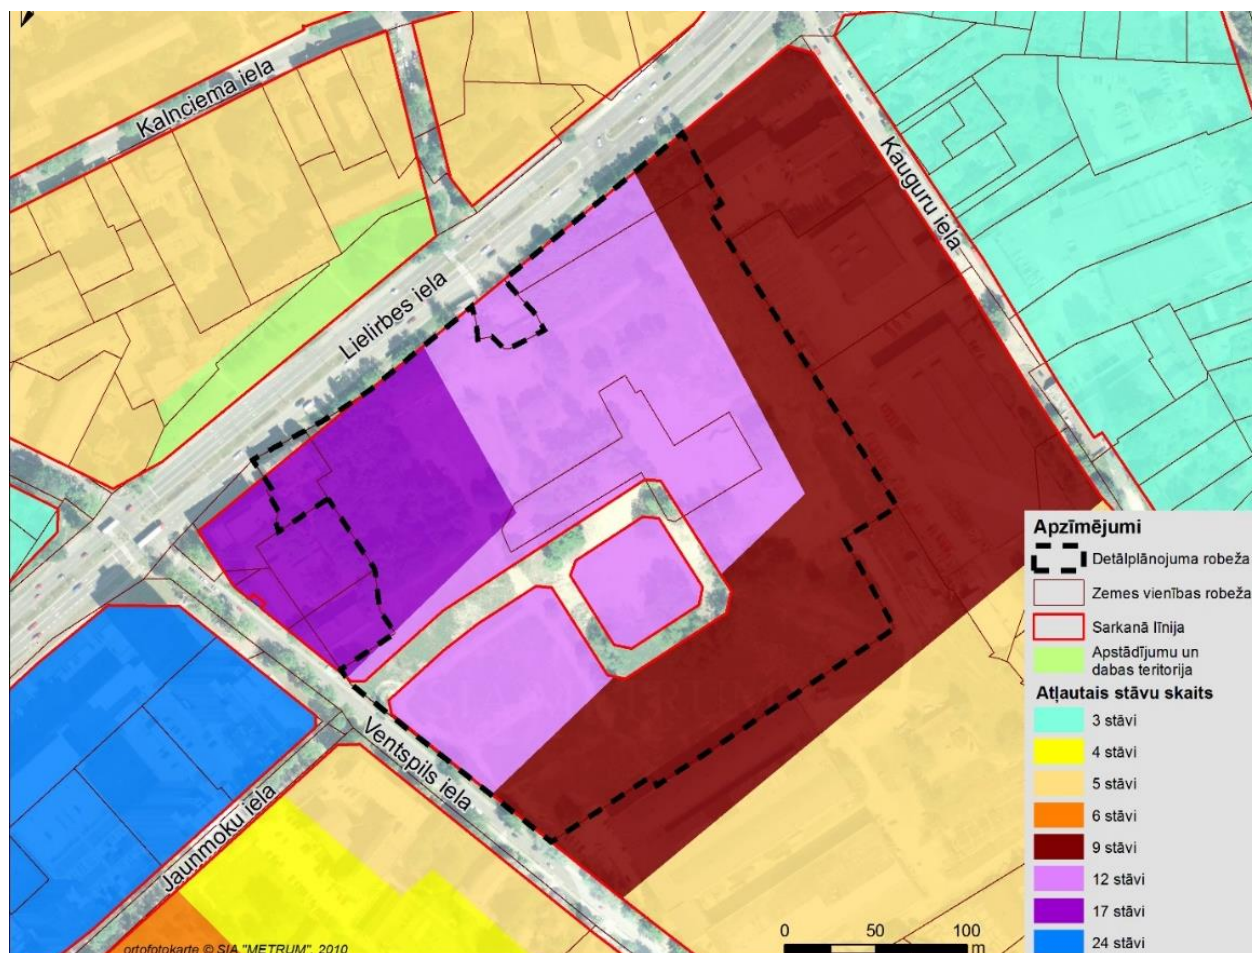 Kalnciema iela
Kauguru iela
Lielirbes iela
Ventspils iela
Jaunmoku iela
Apzīmējumi
Detālplānojuma robeža
Zemes vienības robeža
Sarkanā līnija
Apstādījumu un
dabas teritorija
Atļautais stāvu skaits
3 stāvi
4 stāvi
5 stāvi
6 stāvi
9 stāvi
12 stāvi
17 stāvi
24 stāvi
0 50 100
m
ortofotokarte © SIA "METRUM", 2010